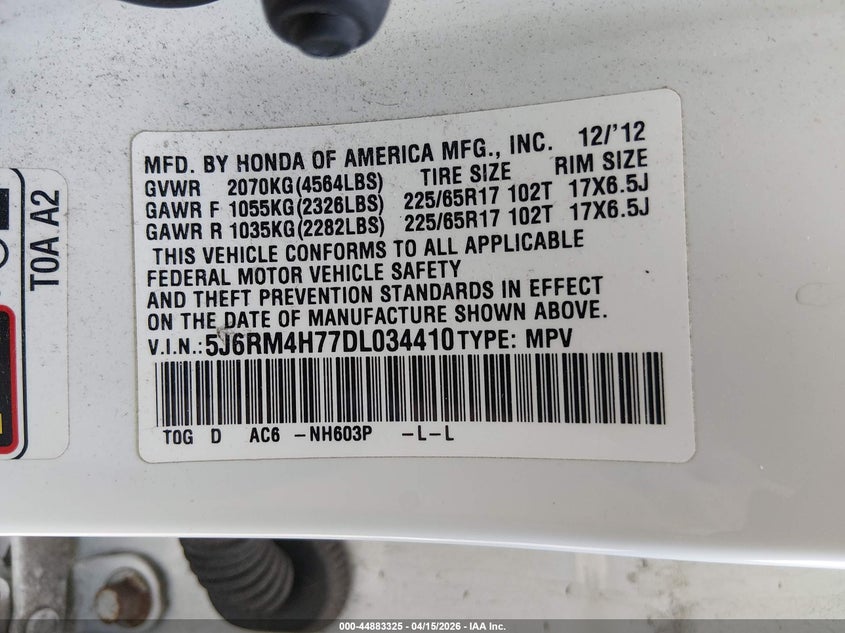 MFD. BY HONDA OF AMERICA MFG., INC. 12/'12
GVWR 2070KG(4564LBS) TIRE SIZE RIM SIZE
GAWR F 1055KG(2326LBS) 225/65R17 102T 17X6.5J
GAWR R 1035KG(2282LBS) 225/65R17 102T 17X6.5J
THIS VEHICLE CONFORMS TO ALL APPLICABLE
FEDERAL MOTOR VEHICLE SAFETY
AND THEFT PREVENTION STANDARDS IN EFFECT
ON THE DATE OF MANUFACTURE SHOWN ABOVE.
V.I.N.: 5J6RM4H77DL034410 TYPE: MPV
TOG D AC6 -NH603P -L-L
TOA A2
000-44883325 - 04/15/2026 - IAA Inc.